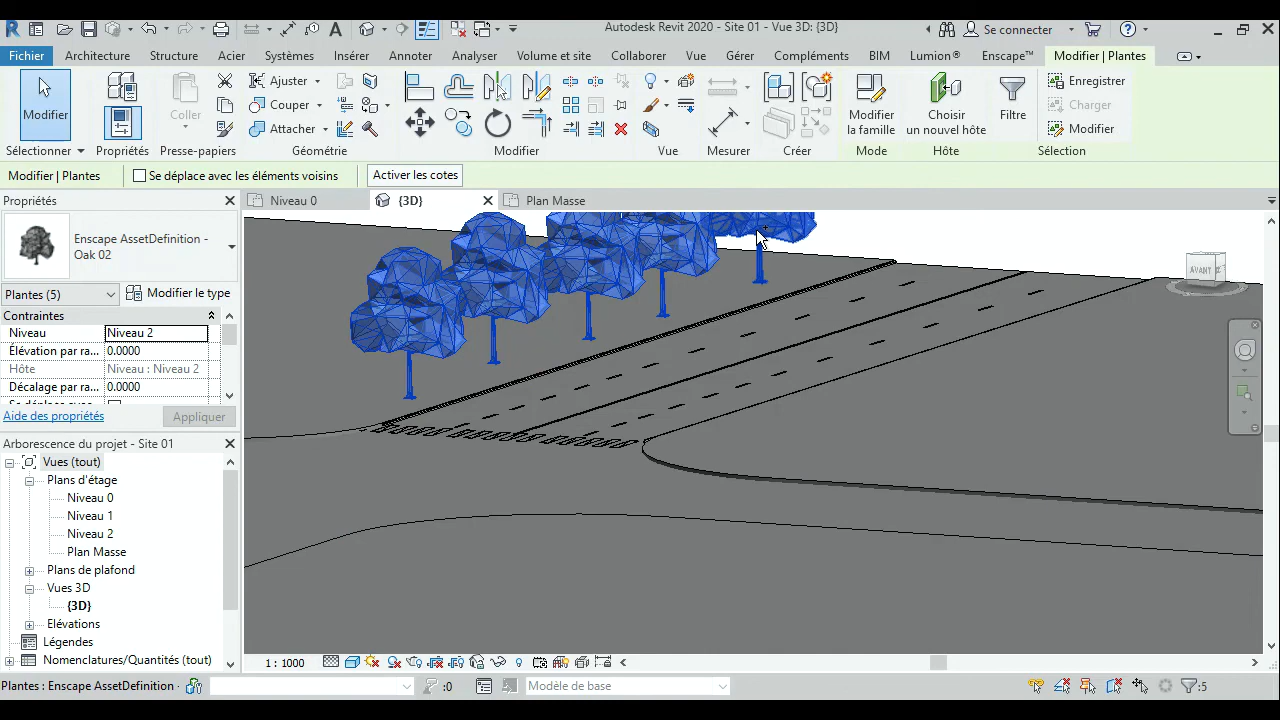 Autodesk Revit 2020 - Site 01 - Vue 3D: {3D}
Se connecter
Fichier Architecture Structure Acier Systèmes Insérer Annoter Analyser Volume et site Collaborer Vue Gérer Compléments BIM Lumion® Enscape™ Modifier | Plantes
Modifier
Coller
Ajuster
Couper
Attacher
Modifier
la famille
Choisir
un nouvel hôte
Filtre
Enregistrer
Charger
Modifier
Sélectionner Propriétés Presse-papiers Géométrie Modifier Vue Mesurer Créer Mode Hôte Sélection
Modifier | Plantes Se déplace avec les éléments voisins Activer les cotes
Propriétés
Niveau 0 {3D} Plan Masse
Enscape AssetDefinition -
Oak 02
Plantes (5) Modifier le type
Contraintes
Niveau Niveau 2
Élévation par ra... 0.0000
Hôte Niveau : Niveau 2
Décalage par ra... 0.0000
Aide des propriétés Appliquer
Arborescence du projet - Site 01
Vues (tout)
Plans d'étage
Niveau 0
Niveau 1
Niveau 2
Plan Masse
Plans de plafond
Vues 3D
{3D}
Elévations
Légendes
Nomenclatures/Quantités (tout)
AVANT
1 : 1000
Plantes : Enscape AssetDefinition - :0 Modèle de base :5